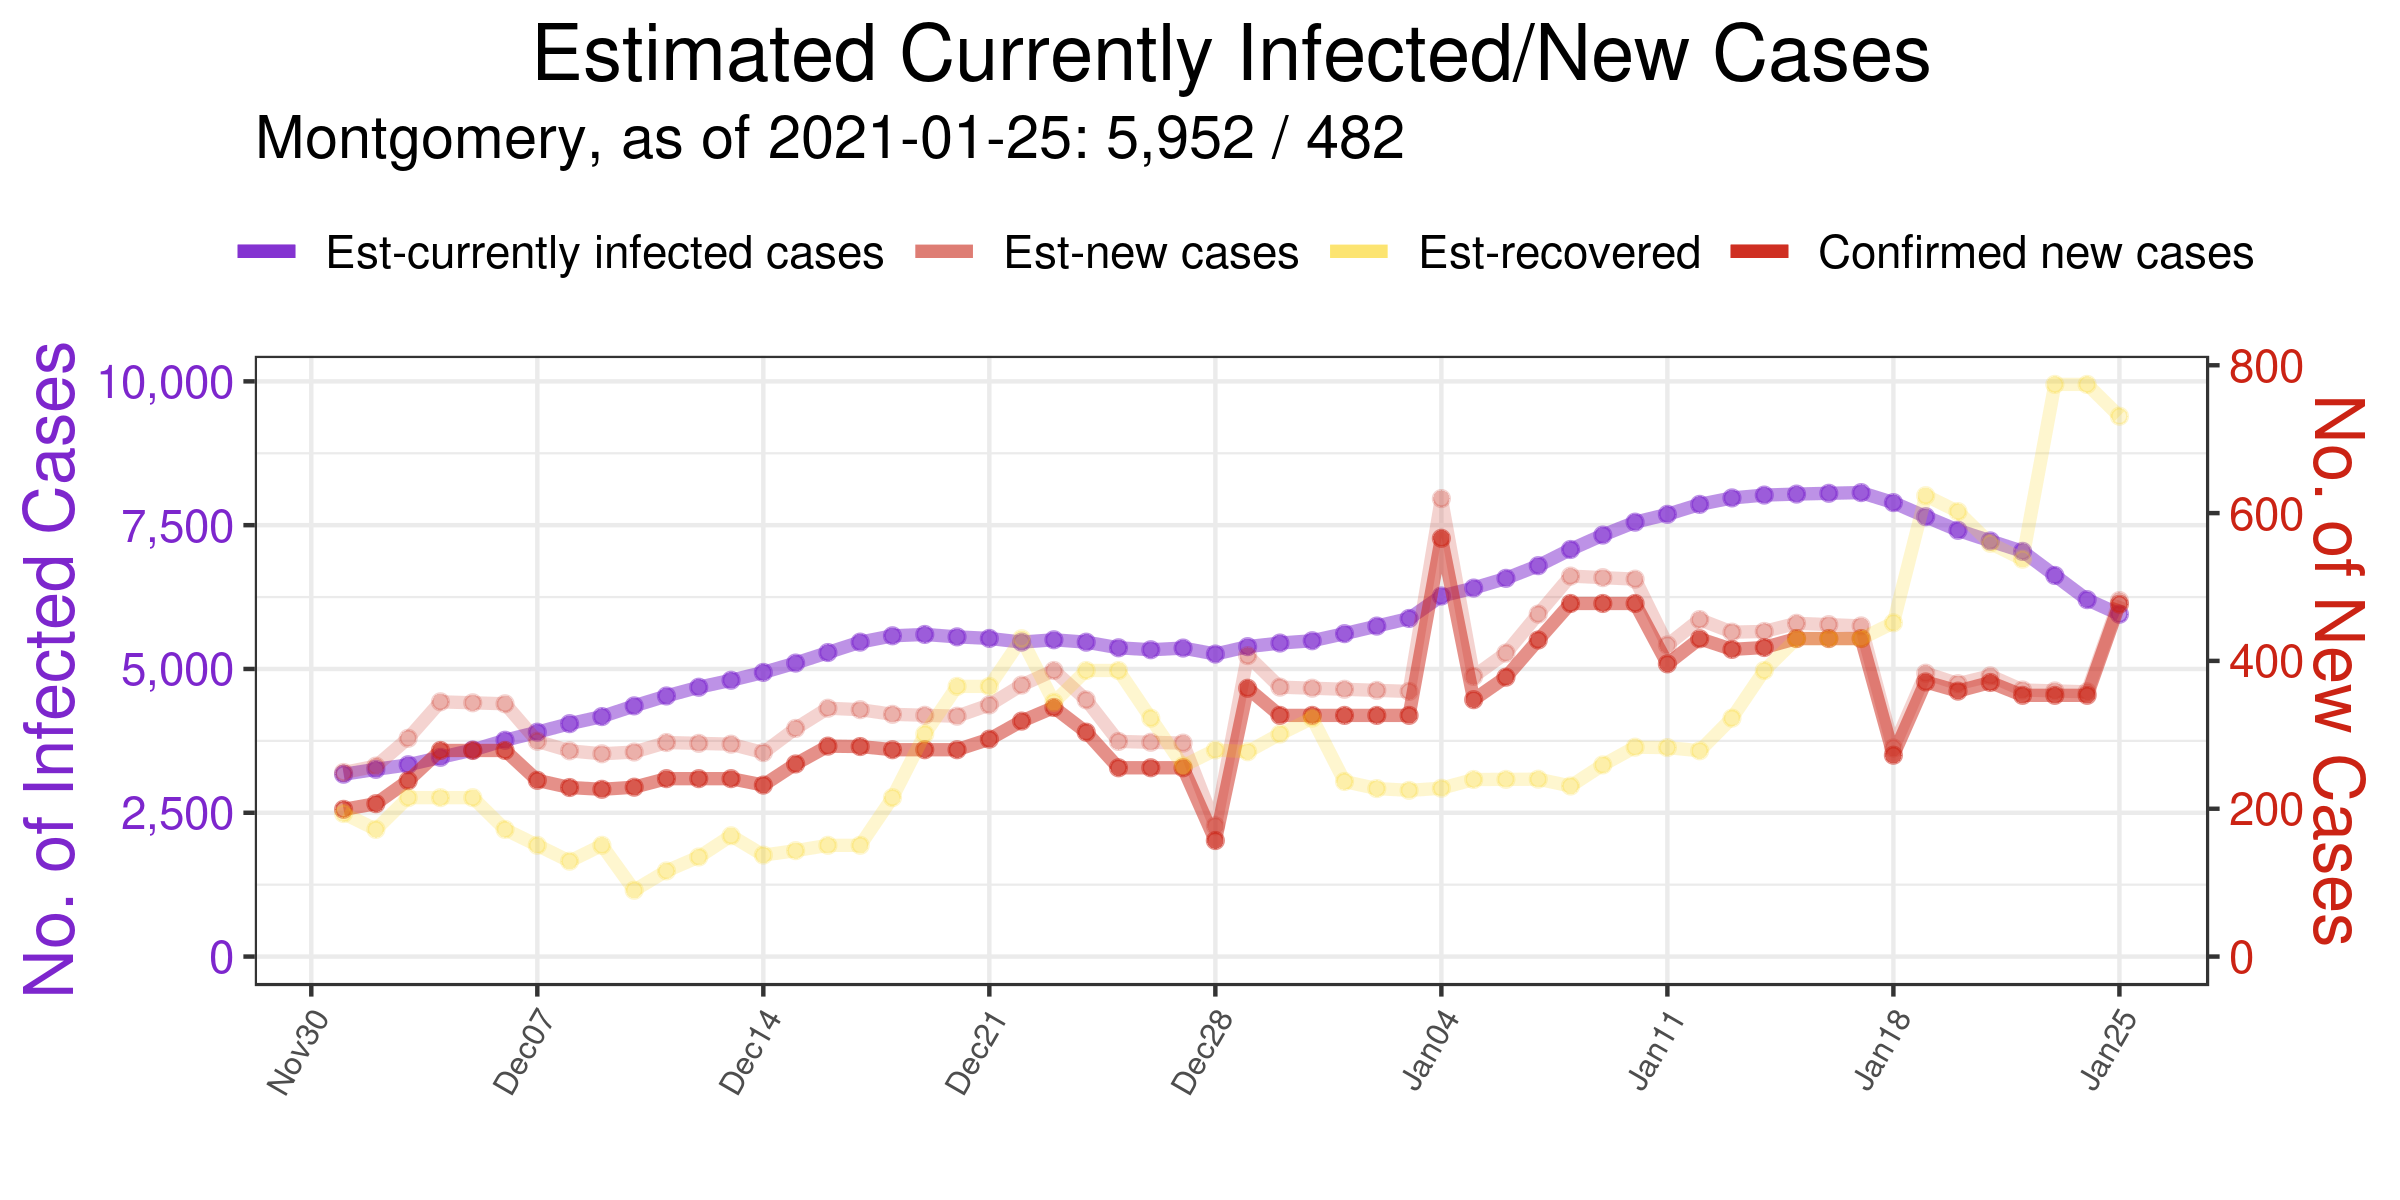 Estimated Currently Infected/New Cases
Montgomery, as of 2021-01-25: 5,952 / 482
Est-currently infected cases Est-new cases Est-recovered Confirmed new cases
No. of Infected Cases
10,000
7,500
5,000
2,500
0
800
600
400
200
0
No. of New Cases
Nov30 Dec07 Dec14 Dec21 Dec28 Jan04 Jan11 Jan18 Jan25